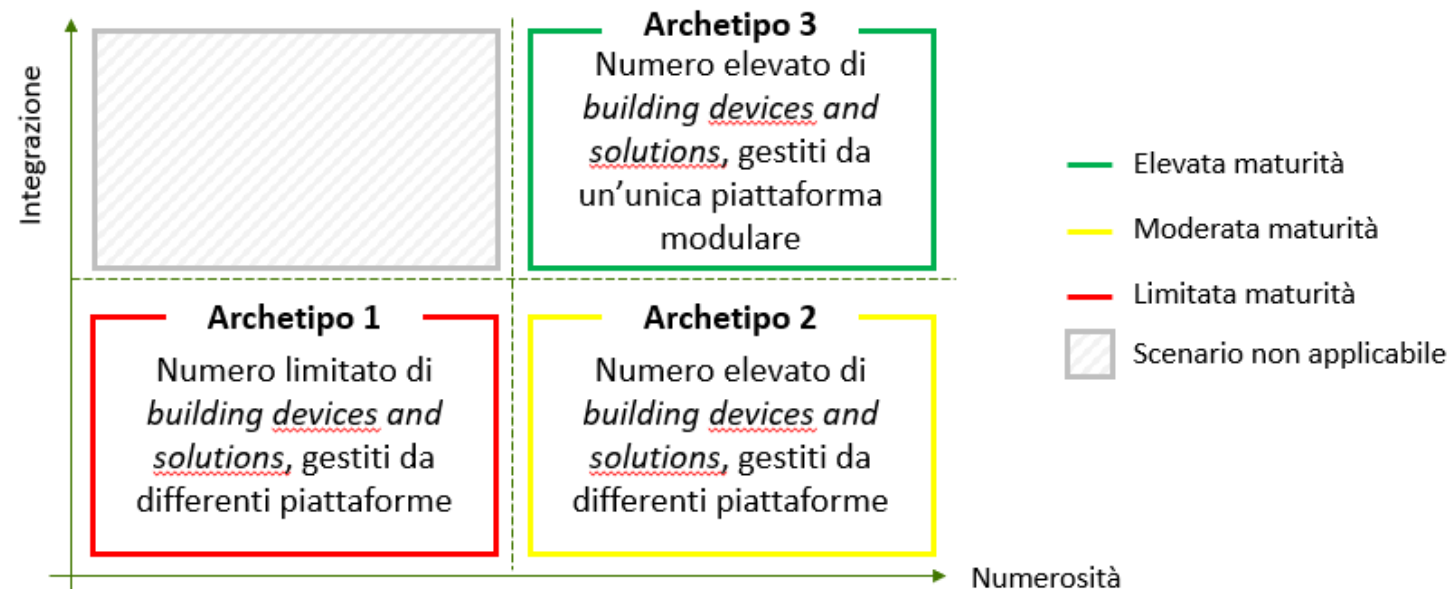 Integrazione
Archetipo 3
Numero elevato di
building devices and
solutions, gestiti da
un’unica piattaforma
modulare
Archetipo 1
Numero limitato di
building devices and
solutions, gestiti da
differenti piattaforme
Archetipo 2
Numero elevato di
building devices and
solutions, gestiti da
differenti piattaforme
Numerosità
Elevata maturità
Moderata maturità
Limitata maturità
Scenario non applicabile